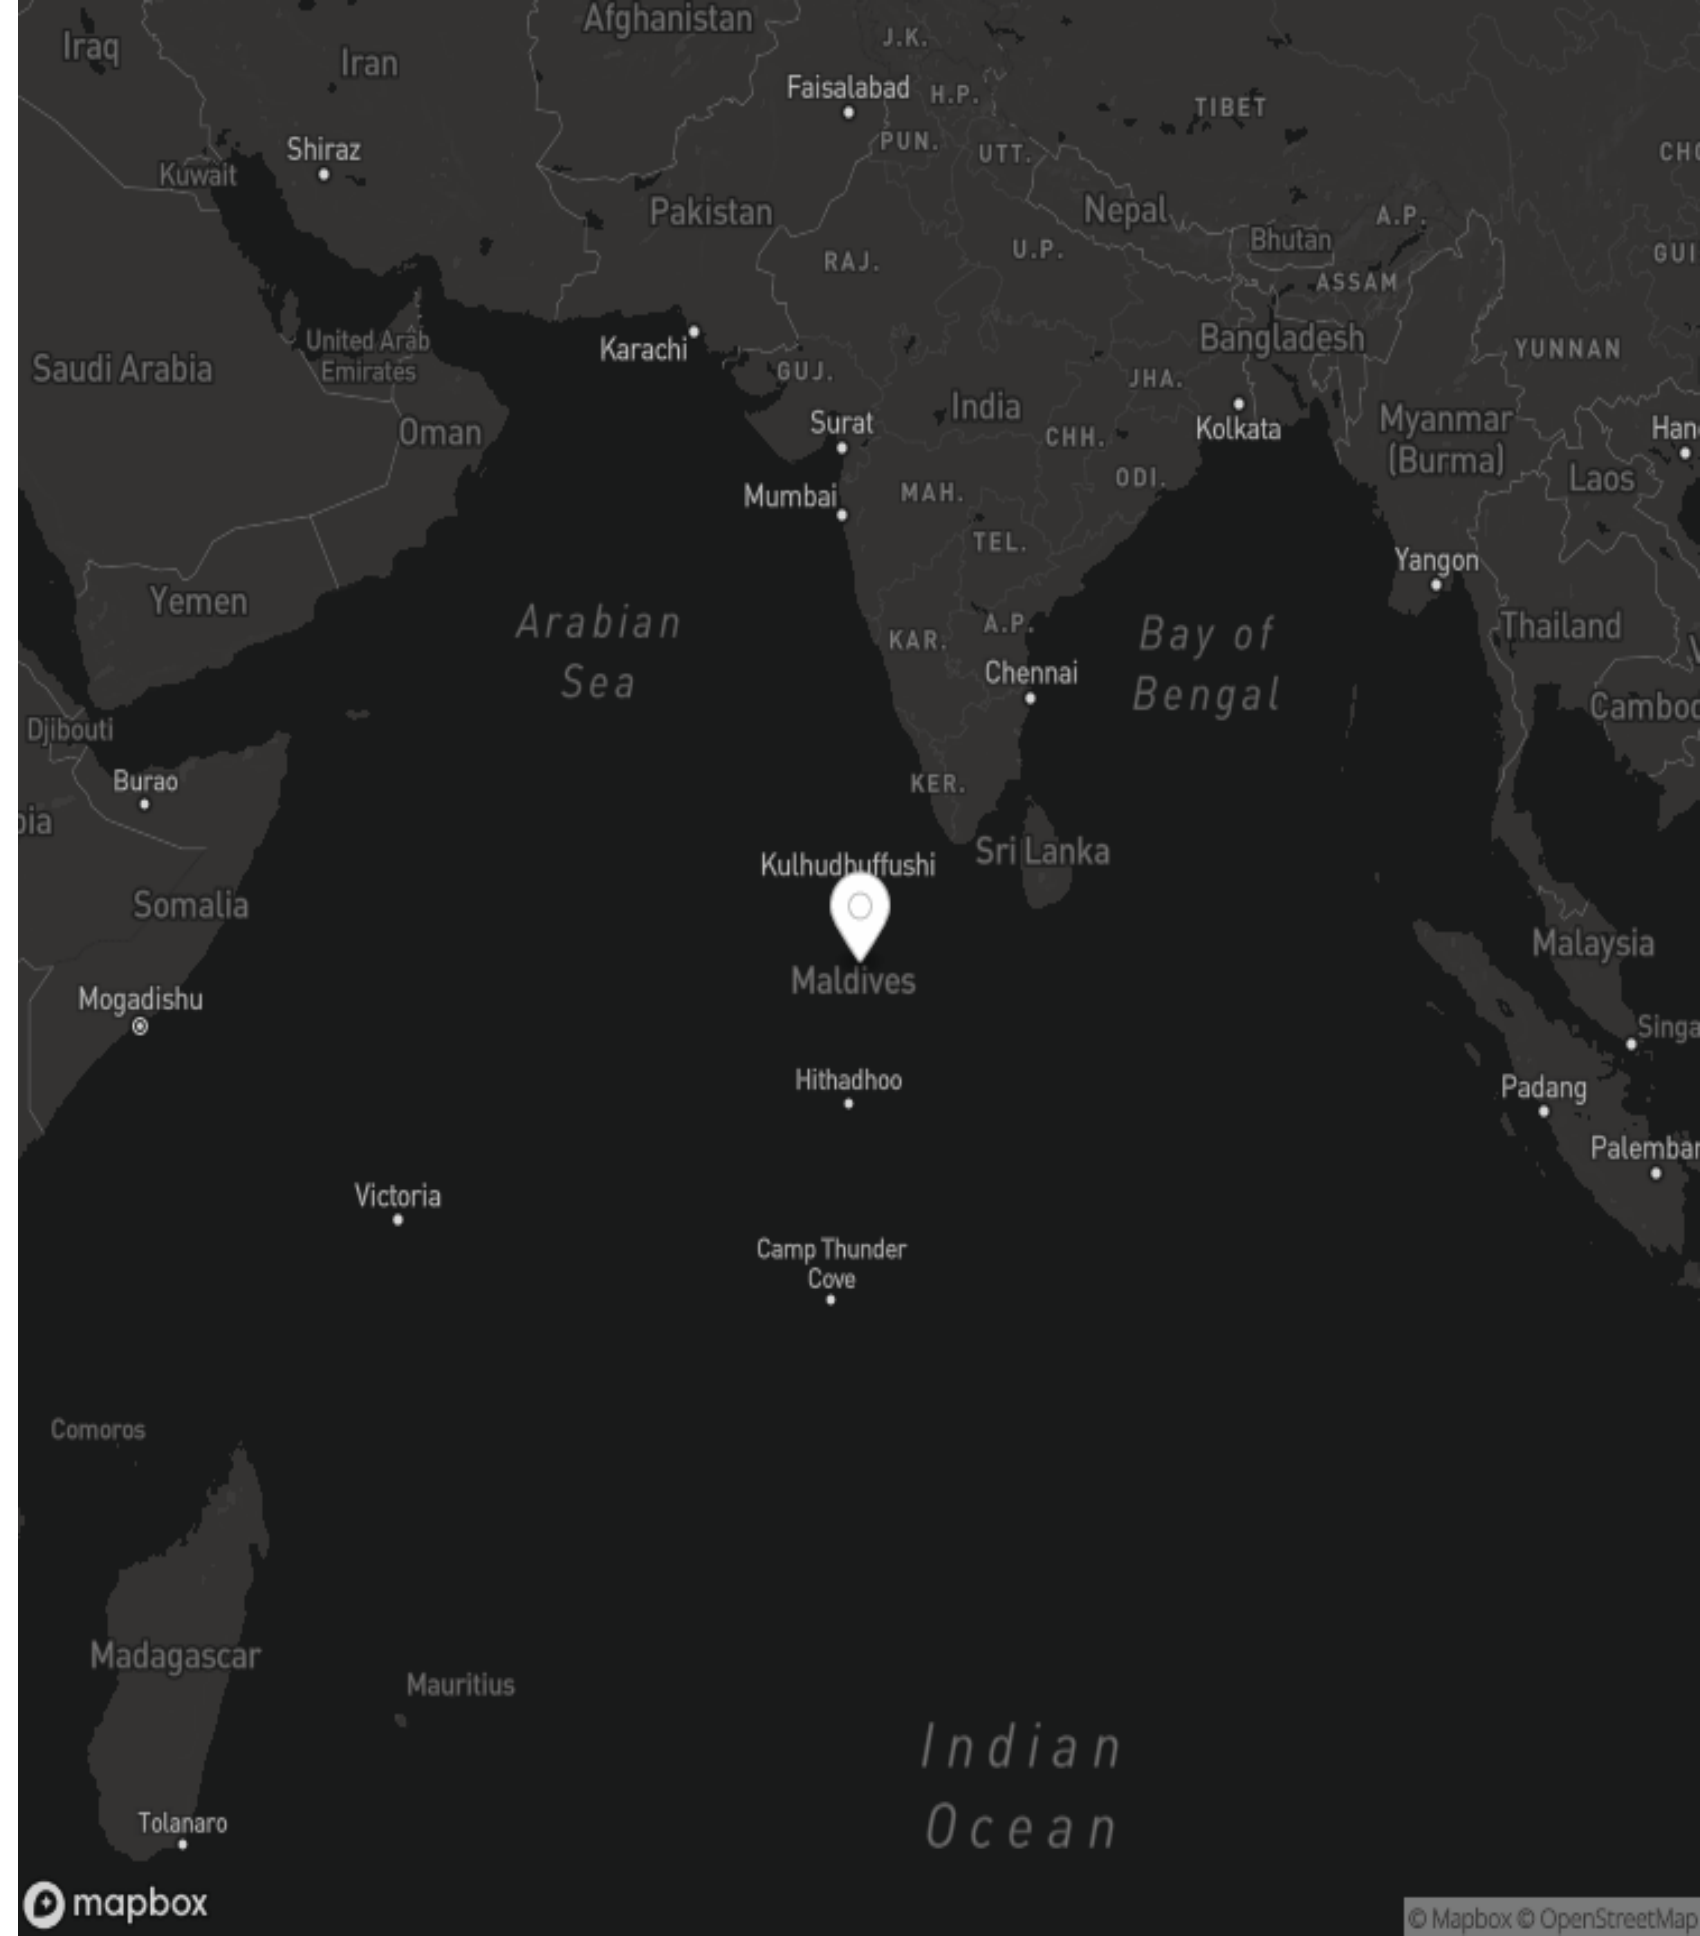 Afghanistan
Iraq
J.K.
Iran
Faisalabad
H.P.
TIBET
PUN.
Shiraz
UTT.
Kuwait
Pakistan
Nepal
A.P.
Bhutan
U.P.
RAJ.
ASSAM
United Arab
Emirates
Bangladesh
Karachi
YUNNAN
Saudi Arabia
GUJ.
JHA.
India
Myanmar
(Burma)
Surat
Kolkata
Oman
CHH.
ODI.
Laos
Mumbai
MAH.
TEL.
Yangon
Yemen
Arabian
Sea
A.P.
Thailand
KAR.
Bay of
Bengal
Chennai
Djibouti
Burao
KER.
Sri Lanka
Kulhudhuffushi
Somalia
Malaysia
Maldives
Mogadishu
Hithadhoo
Padang
Victoria
Camp Thunder
Cove
Comoros
Madagascar
Mauritius
Indian
Ocean
Tolanaro
mapbox
© Mapbox © OpenStreetMap